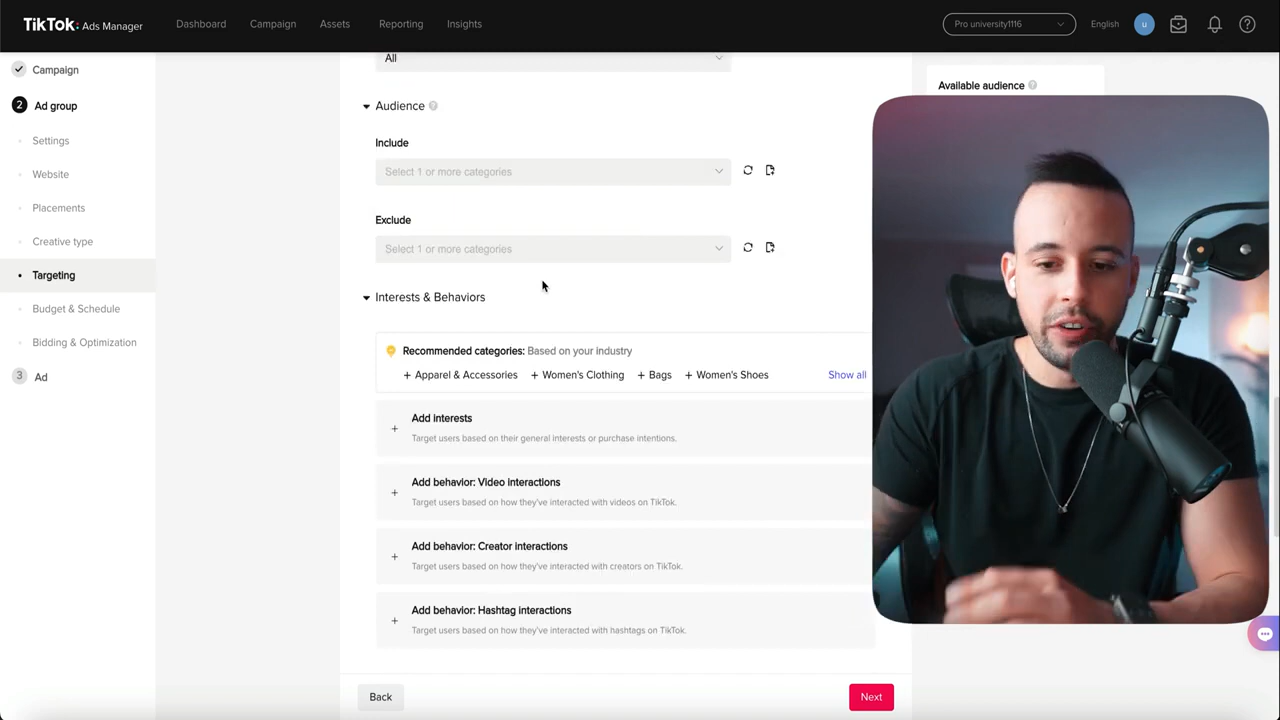 TikTok: Ads Manager
Dashboard
Campaign
Assets
Reporting
Insights
Pro university1116
English
u
Campaign
2 Ad group
Settings
Website
Placements
Creative type
Targeting
Budget & Schedule
Bidding & Optimization
3 Ad
All
Audience ?
Include
Select 1 or more categories
Exclude
Select 1 or more categories
Interests & Behaviors
Recommended categories: Based on your industry
+ Apparel & Accessories + Women's Clothing + Bags + Women's Shoes Show all
Add interests
Target users based on their general interests or purchase intentions.
Add behavior: Video interactions
Target users based on how they've interacted with videos on TikTok.
Add behavior: Creator interactions
Target users based on how they've interacted with creators on TikTok.
Add behavior: Hashtag interactions
Target users based on how they've interacted with hashtags on TikTok.
Back
Next
Available audience ?